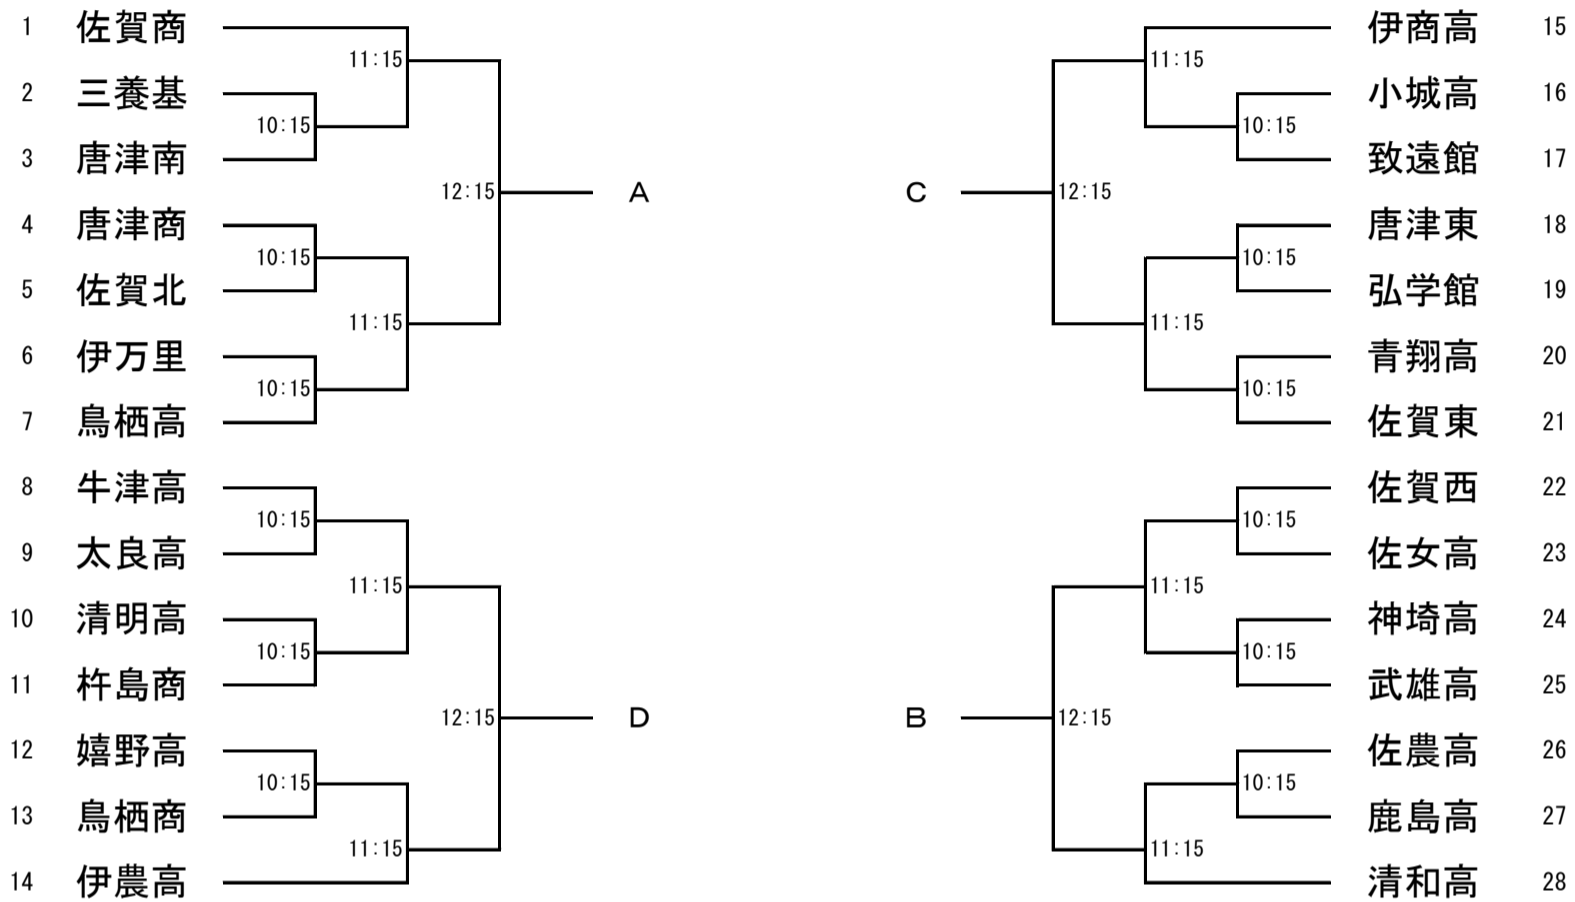 1 佐賀商
11:15
2 三養基
10:15
3 唐津南
12:15 A
4 唐津商
10:15
5 佐賀北
11:15
6 伊万里
10:15
7 鳥栖高
8 牛津高
10:15
9 太良高
11:15
10 清明高
10:15
11 杵島商
12:15 D
12 嬉野高
10:15
13 鳥栖商
11:15
14 伊農高
伊商高 15
11:15
小城高 16
10:15
致遠館 17
C 12:15
唐津東 18
10:15
弘学館 19
11:15
青翔高 20
10:15
佐賀東 21
佐賀西 22
10:15
佐女高 23
11:15
神埼高 24
10:15
武雄高 25
B 12:15
佐農高 26
10:15
鹿島高 27
11:15
清和高 28